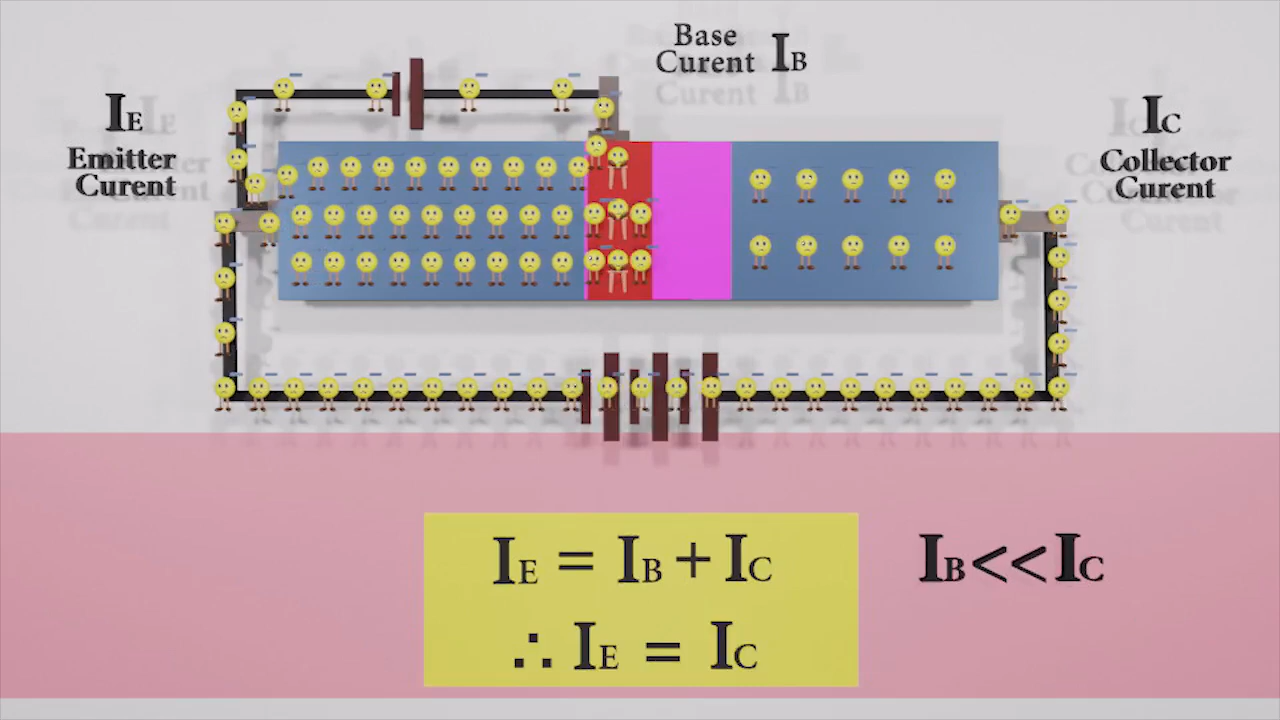 Base
Curent IB
IE
Emitter
Curent
IC
Collector
Curent
IE = IB + IC
∴ IE = IC
IB<<IC